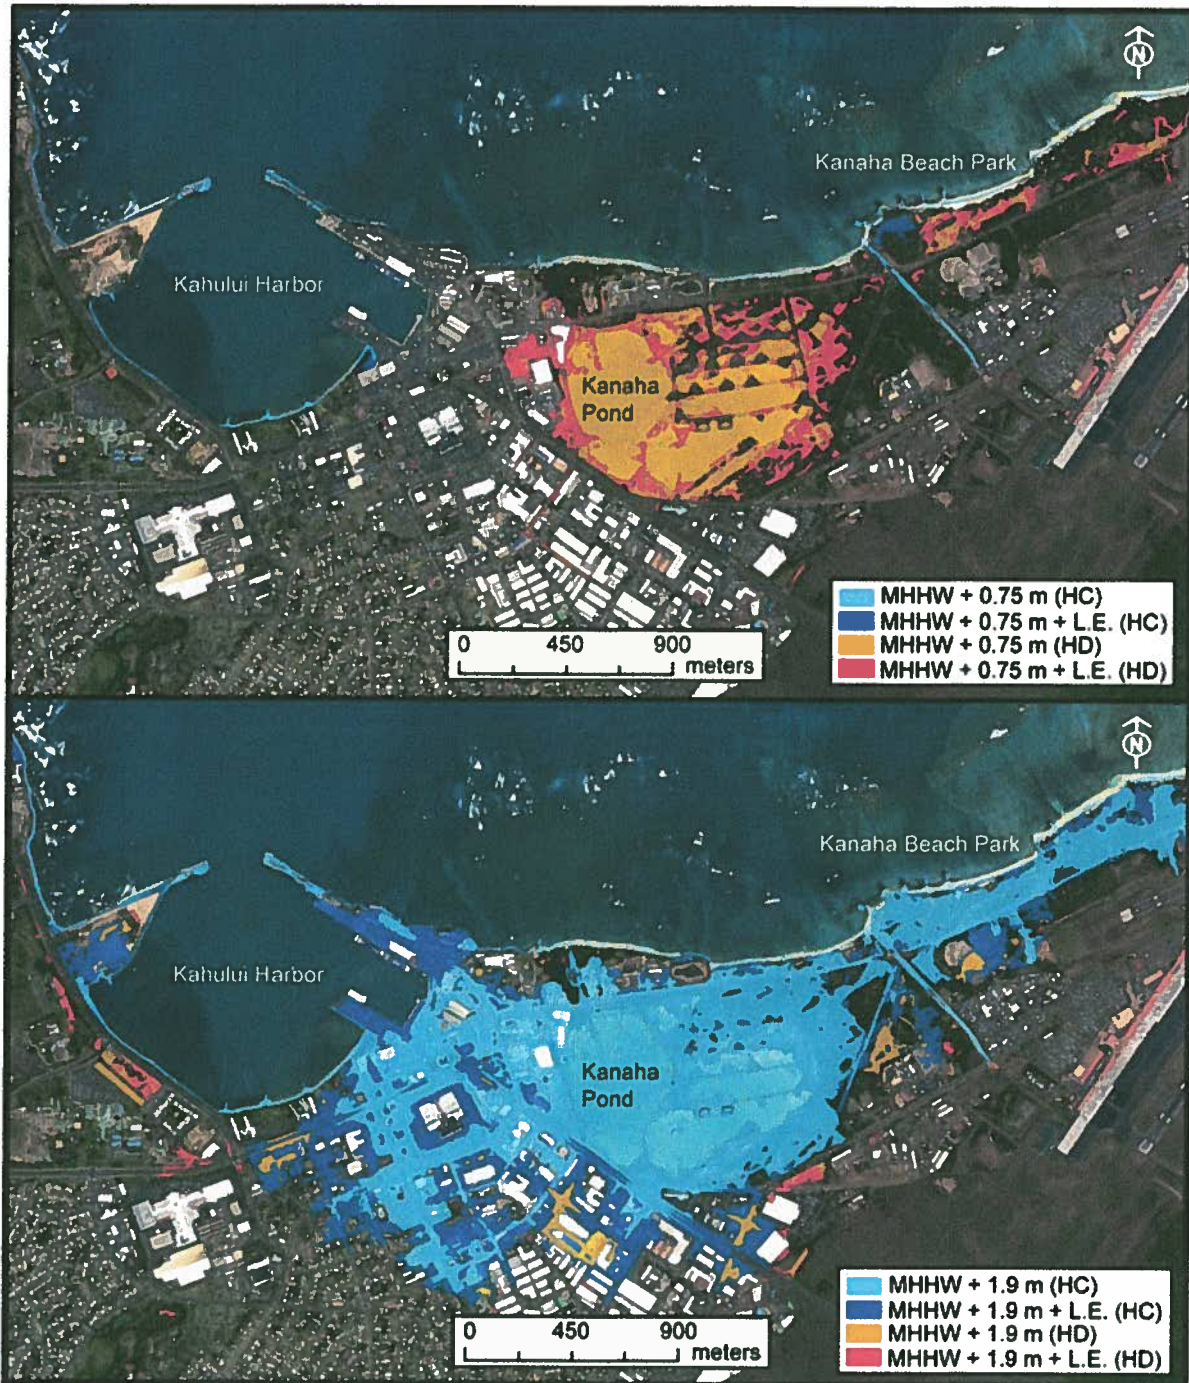 N
Kanaha Beach Park
Kahului Harbor
Kanaha
Pond
MHHW + 0.75 m (HC)
MHHW + 0.75 m + L.E. (HC)
MHHW + 0.75 m (HD)
MHHW + 0.75 m + L.E. (HD)
0 450 900
meters
N
Kanaha Beach Park
Kahului Harbor
Kanaha
Pond
MHHW + 1.9 m (HC)
MHHW + 1.9 m + L.E. (HC)
MHHW + 1.9 m (HD)
MHHW + 1.9 m + L.E. (HD)
0 450 900
meters